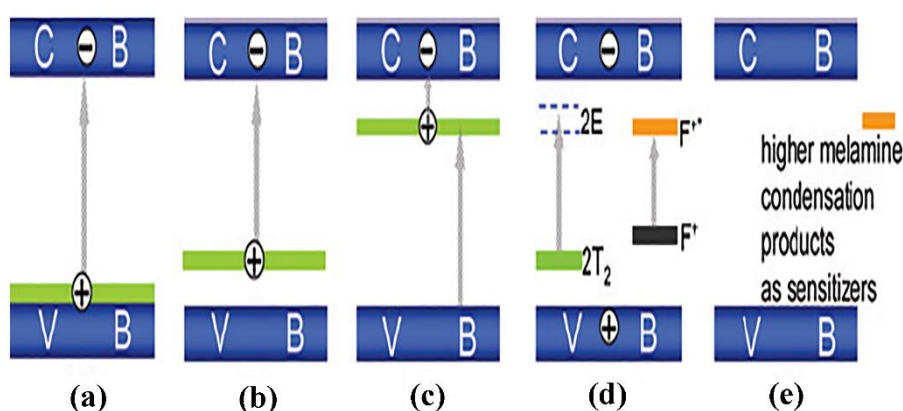 C − B
C − B
C − B
C − B
C B
+
+
+
2E
2T₂
F⁺*
F⁺
higher melamine
condensation
products
as sensitizers
V B
V B
V B
V + B
V B
(a)
(b)
(c)
(d)
(e)